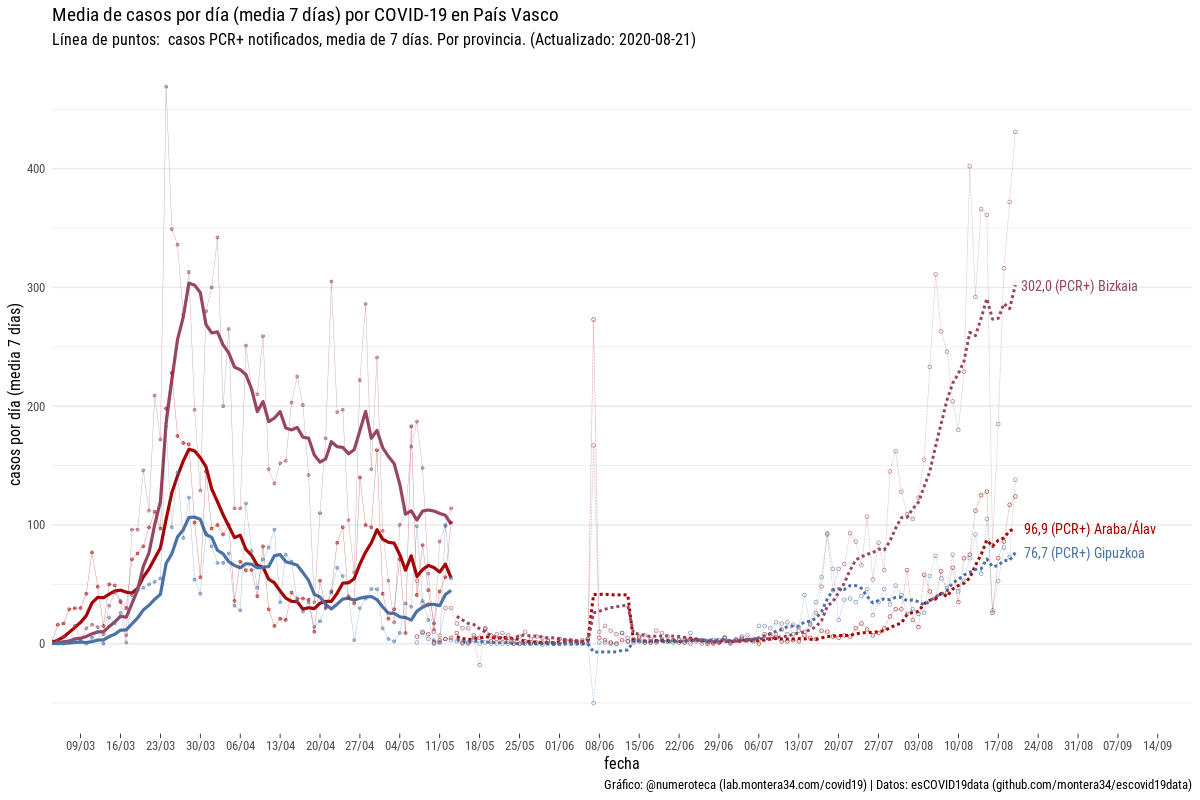 Media de casos por día (media 7 días) por COVID-19 en País Vasco
Línea de puntos:  casos PCR+ notificados, media de 7 días. Por provincia. (Actualizado: 2020-08-21)
casos por día (media 7 días)
400
300
200
100
0
302,0 (PCR+) Bizkaia
96,9 (PCR+) Araba/Álav
76,7 (PCR+) Gipuzkoa
09/03 16/03 23/03 30/03 06/04 13/04 20/04 27/04 04/05 11/05 18/05 25/05 01/06 08/06 15/06 22/06 29/06 06/07 13/07 20/07 27/07 03/08 10/08 17/08 24/08 31/08 07/09 14/09
fecha
Gráfico: @numeroteca (lab.montera34.com/covid19) | Datos: esCOVID19data (github.com/montera34/escovid19data)